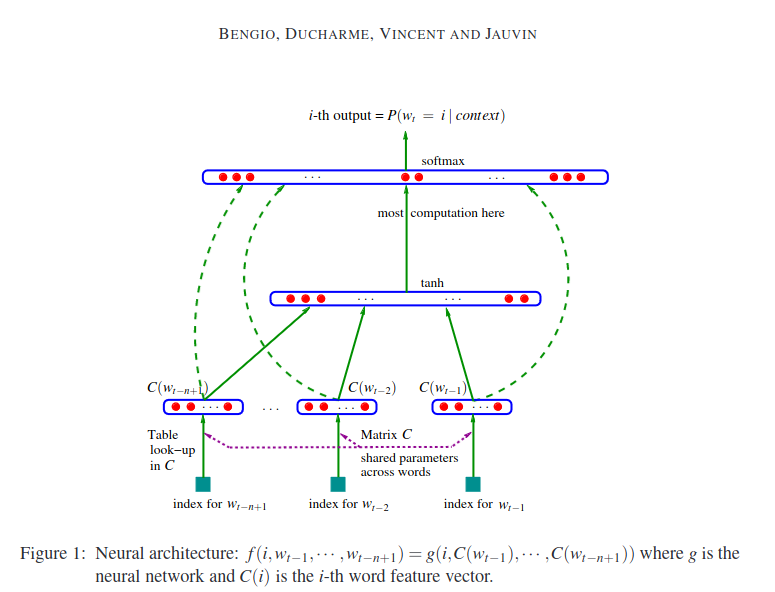 BENGIO, DUCHARME, VINCENT AND JAUVIN
i-th output = P(w_t = i | context)
softmax
. . .
. . .
most computation here
tanh
. . .
. . .
C(w_{t−n+1})
C(w_{t−2})
C(w_{t−1})
. . .
. . .
. . .
. . .
Table
look−up
in C
Matrix C
shared parameters
across words
index for w_{t−n+1}
index for w_{t−2}
index for w_{t−1}
Figure 1: Neural architecture: f(i, w_{t−1}, ··· , w_{t−n+1}) = g(i, C(w_{t−1}), ··· , C(w_{t−n+1})) where g is the
neural network and C(i) is the i-th word feature vector.